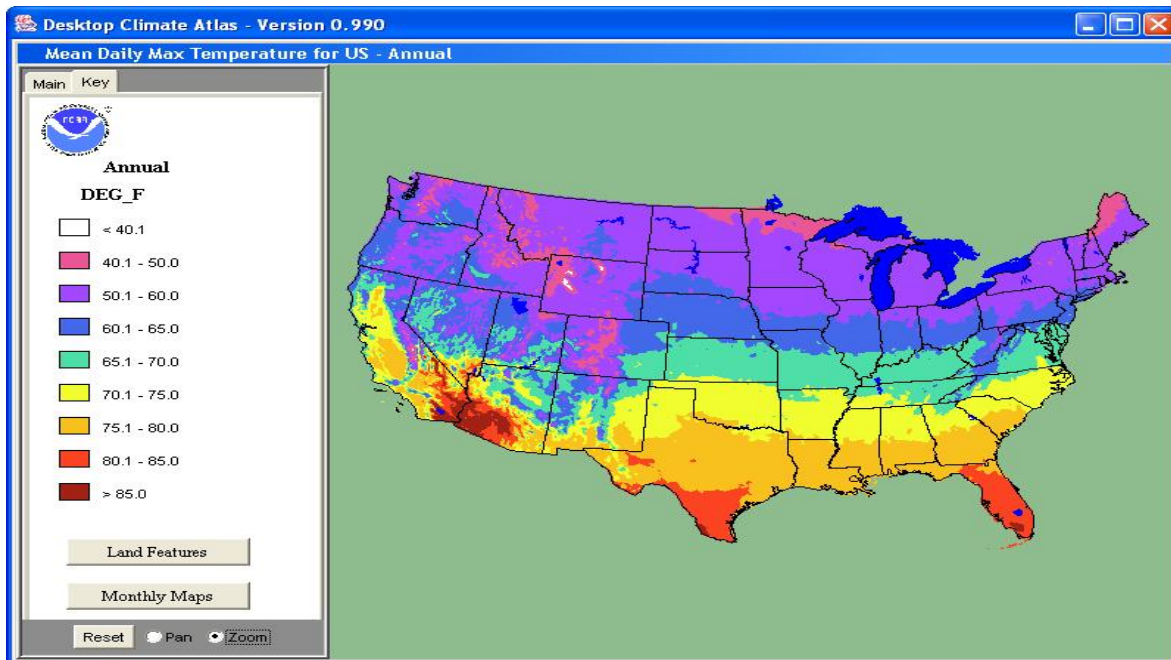 Desktop Climate Atlas - Version 0.990
Mean Daily Max Temperature for US - Annual
Main Key
Annual
DEG_F
< 40.1
40.1 - 50.0
50.1 - 60.0
60.1 - 65.0
65.1 - 70.0
70.1 - 75.0
75.1 - 80.0
80.1 - 85.0
> 85.0
Land Features
Monthly Maps
Reset Pan Zoom